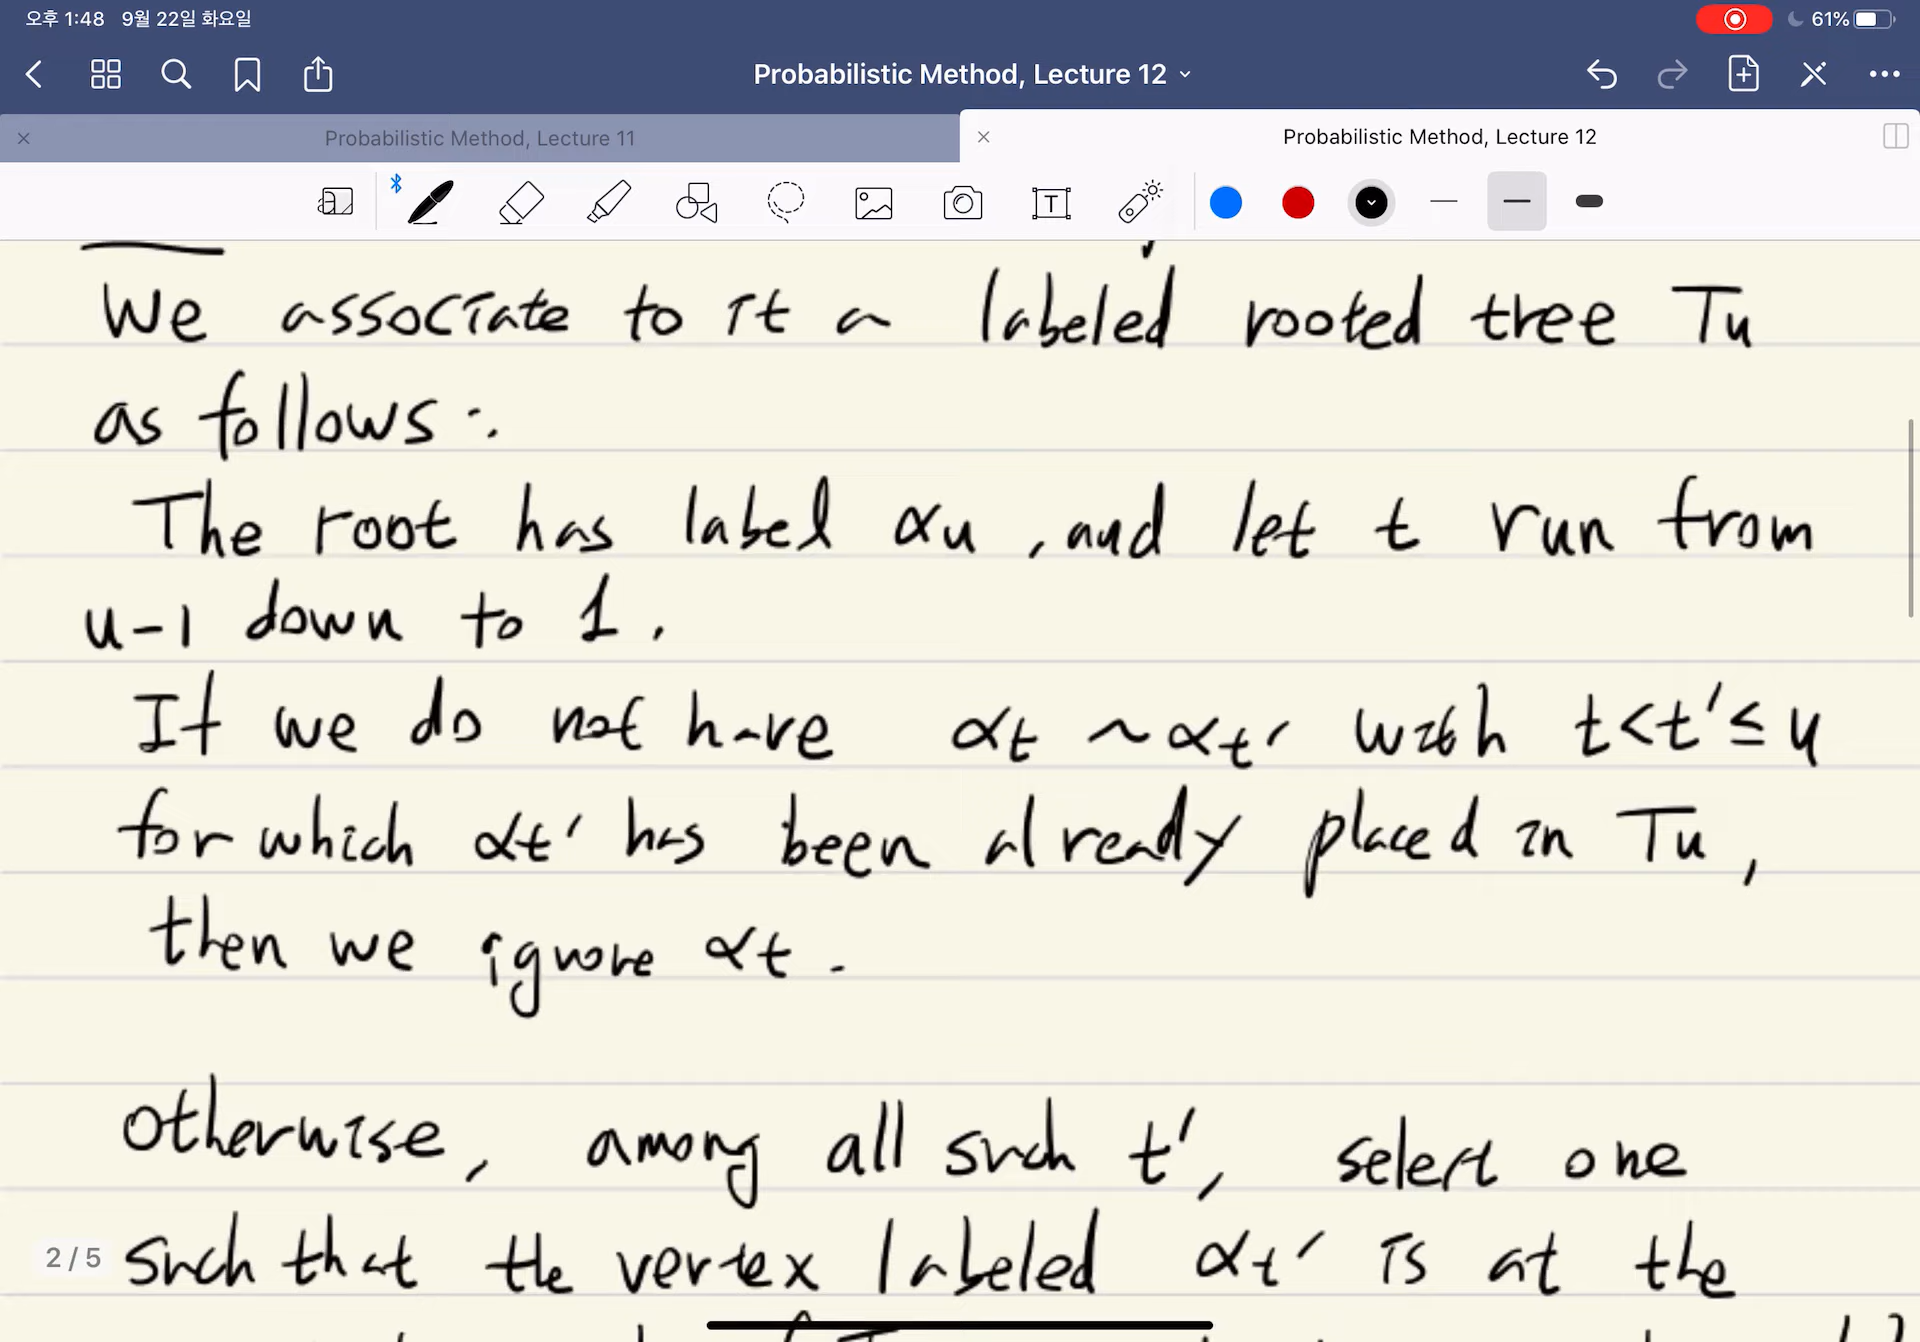 오후 1:48 9월 22일 화요일
61%
Probabilistic Method, Lecture 12
Probabilistic Method, Lecture 11
Probabilistic Method, Lecture 12
We associate to it a labeled rooted tree Tu
as follows :.
The root has label αu , and let t run from
u-1 down to 1.
If we do not have αt ~ αt' with t<t'≤u
for which αt' has been already placed in Tu,
then we ignore αt.
otherwise, among all such t', select one
2 / 5
such that the vertex labeled αt' is at the